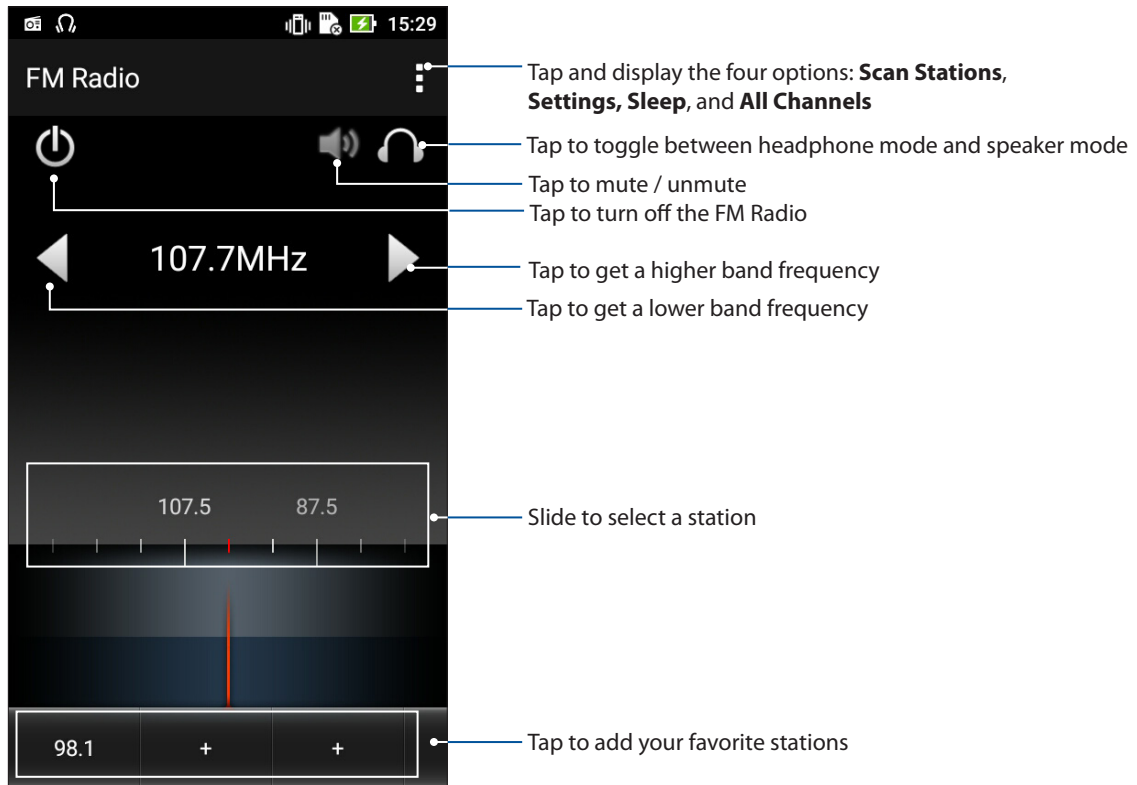 15:29
FM Radio
Tap and display the four options: Scan Stations,
Settings, Sleep, and All Channels
Tap to toggle between headphone mode and speaker mode
Tap to mute / unmute
Tap to turn off the FM Radio
107.7MHz
Tap to get a higher band frequency
Tap to get a lower band frequency
107.5 87.5
Slide to select a station
98.1 + +
Tap to add your favorite stations